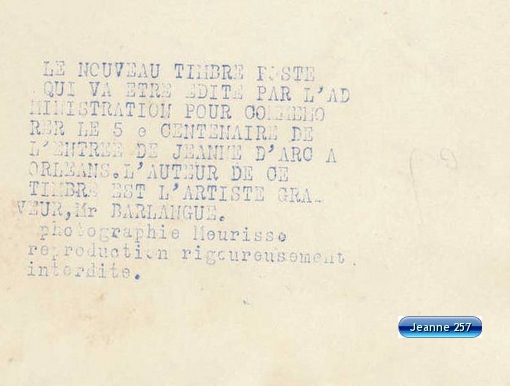 LE NOUVEAU TIMBRE POSTE
QUI VA ETRE EDITE PAR L'AD
MINISTRATION POUR COMMEMO
RER LE 5 e CENTENAIRE DE
L'ENTREE DE JEANNE D'ARC A
ORLEANS.L'AUTEUR DE CE
TIMBRE EST L'ARTISTE GRA-
VEUR,Mr BARLANGUE.
photographie Meurisse
reproduction rigoureusement
interdite.
Jeanne 257